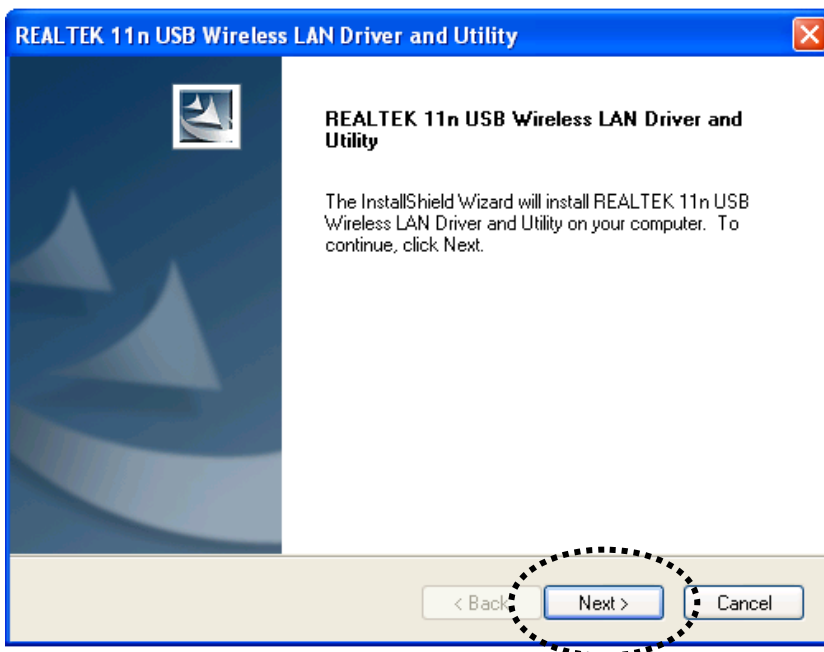 REALTEK 11n USB Wireless LAN Driver and Utility
REALTEK 11n USB Wireless LAN Driver and
Utility
The InstallShield Wizard will install REALTEK 11n USB
Wireless LAN Driver and Utility on your computer. To
continue, click Next.
< Back Next > Cancel